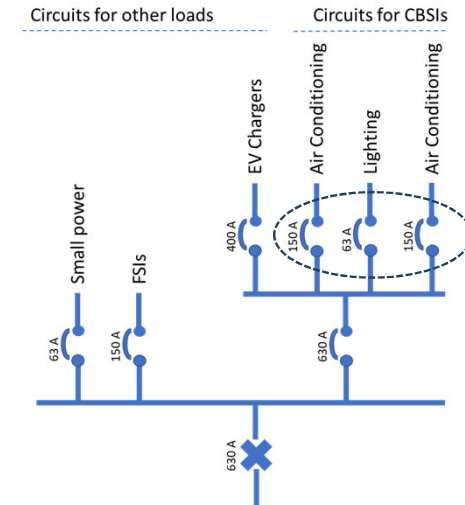 Circuits for other loads
Circuits for CBSIs
EV Chargers
Air Conditioning
Lighting
Air Conditioning
400 A
150 A
63 A
150 A
Small power
FSIs
63 A
150 A
630 A
630 A